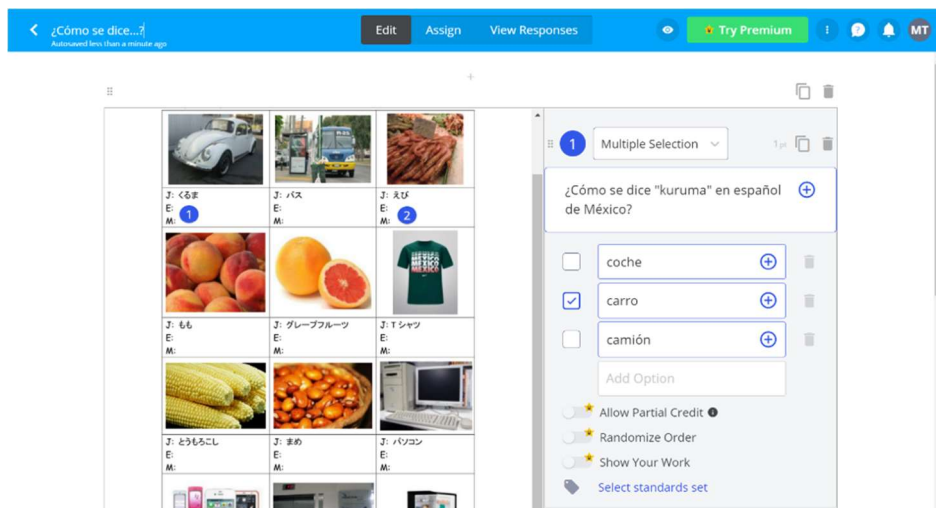 ¿Cómo se dice...?
Autosaved less than a minute ago
Edit
Assign
View Responses
Try Premium
MT
J: くるま
E:
M:
1
J: バス
E:
M:
J: えび
E:
M:
2
J: もも
E:
M:
J: グレープフルーツ
E:
M:
MEXICO
J: Tシャツ
E:
M:
J: とうもろこし
E:
M:
J: まめ
E:
M:
J: パソコン
E:
M:
1
Multiple Selection
1 pt
¿Cómo se dice "kuruma" en español
de México?
coche
carro
camión
Add Option
Allow Partial Credit
Randomize Order
Show Your Work
Select standards set